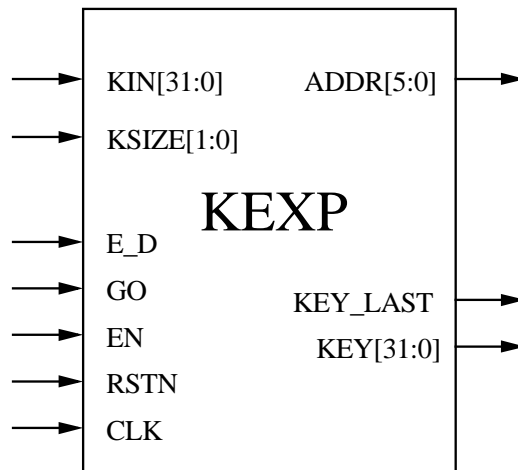 KIN[31:0]
ADDR[5:0]
KSIZE[1:0]
KEXP
E_D
GO
KEY_LAST
EN
KEY[31:0]
RSTN
CLK